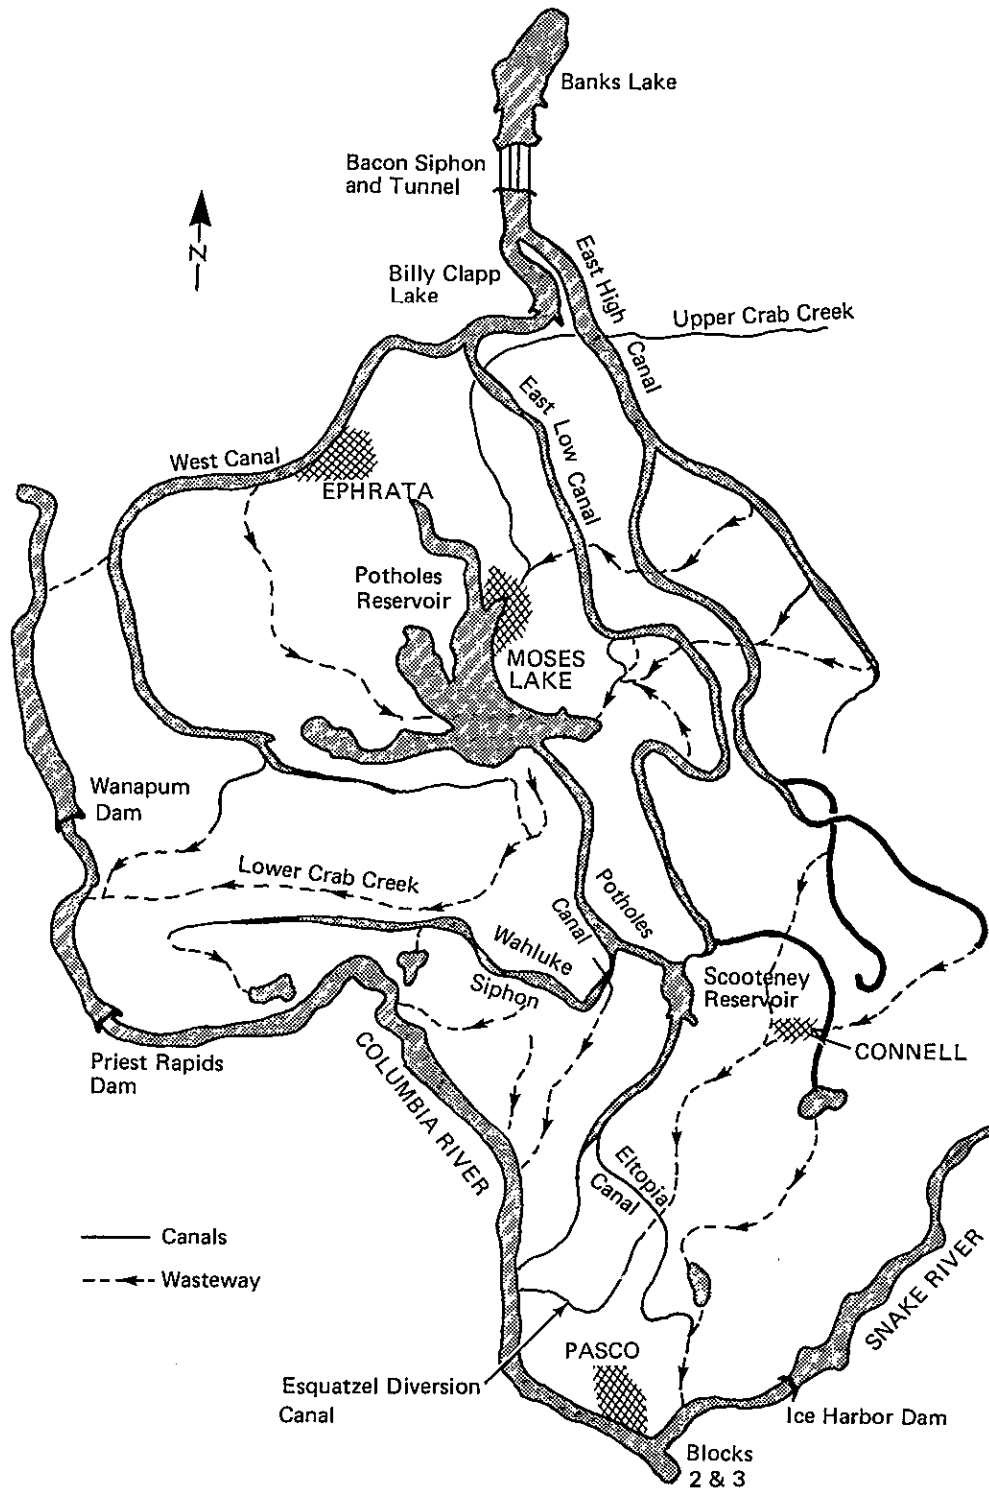 Banks Lake
Bacon Siphon
and Tunnel
N
East High
Canal
Billy Clapp
Lake
Upper Crab Creek
East Low Canal
West Canal
EPHRATA
Potholes
Reservoir
MOSES
LAKE
Wanapum
Dam
Lower Crab Creek
Potholes
Canal
Wahluke
Siphon
Scooteney
Reservoir
CONNELL
Priest Rapids
Dam
COLUMBIA RIVER
Eltopia
Canal
Canals
Wasteway
SNAKE RIVER
PASCO
Esquatzel Diversion
Canal
Ice Harbor Dam
Blocks
2 & 3